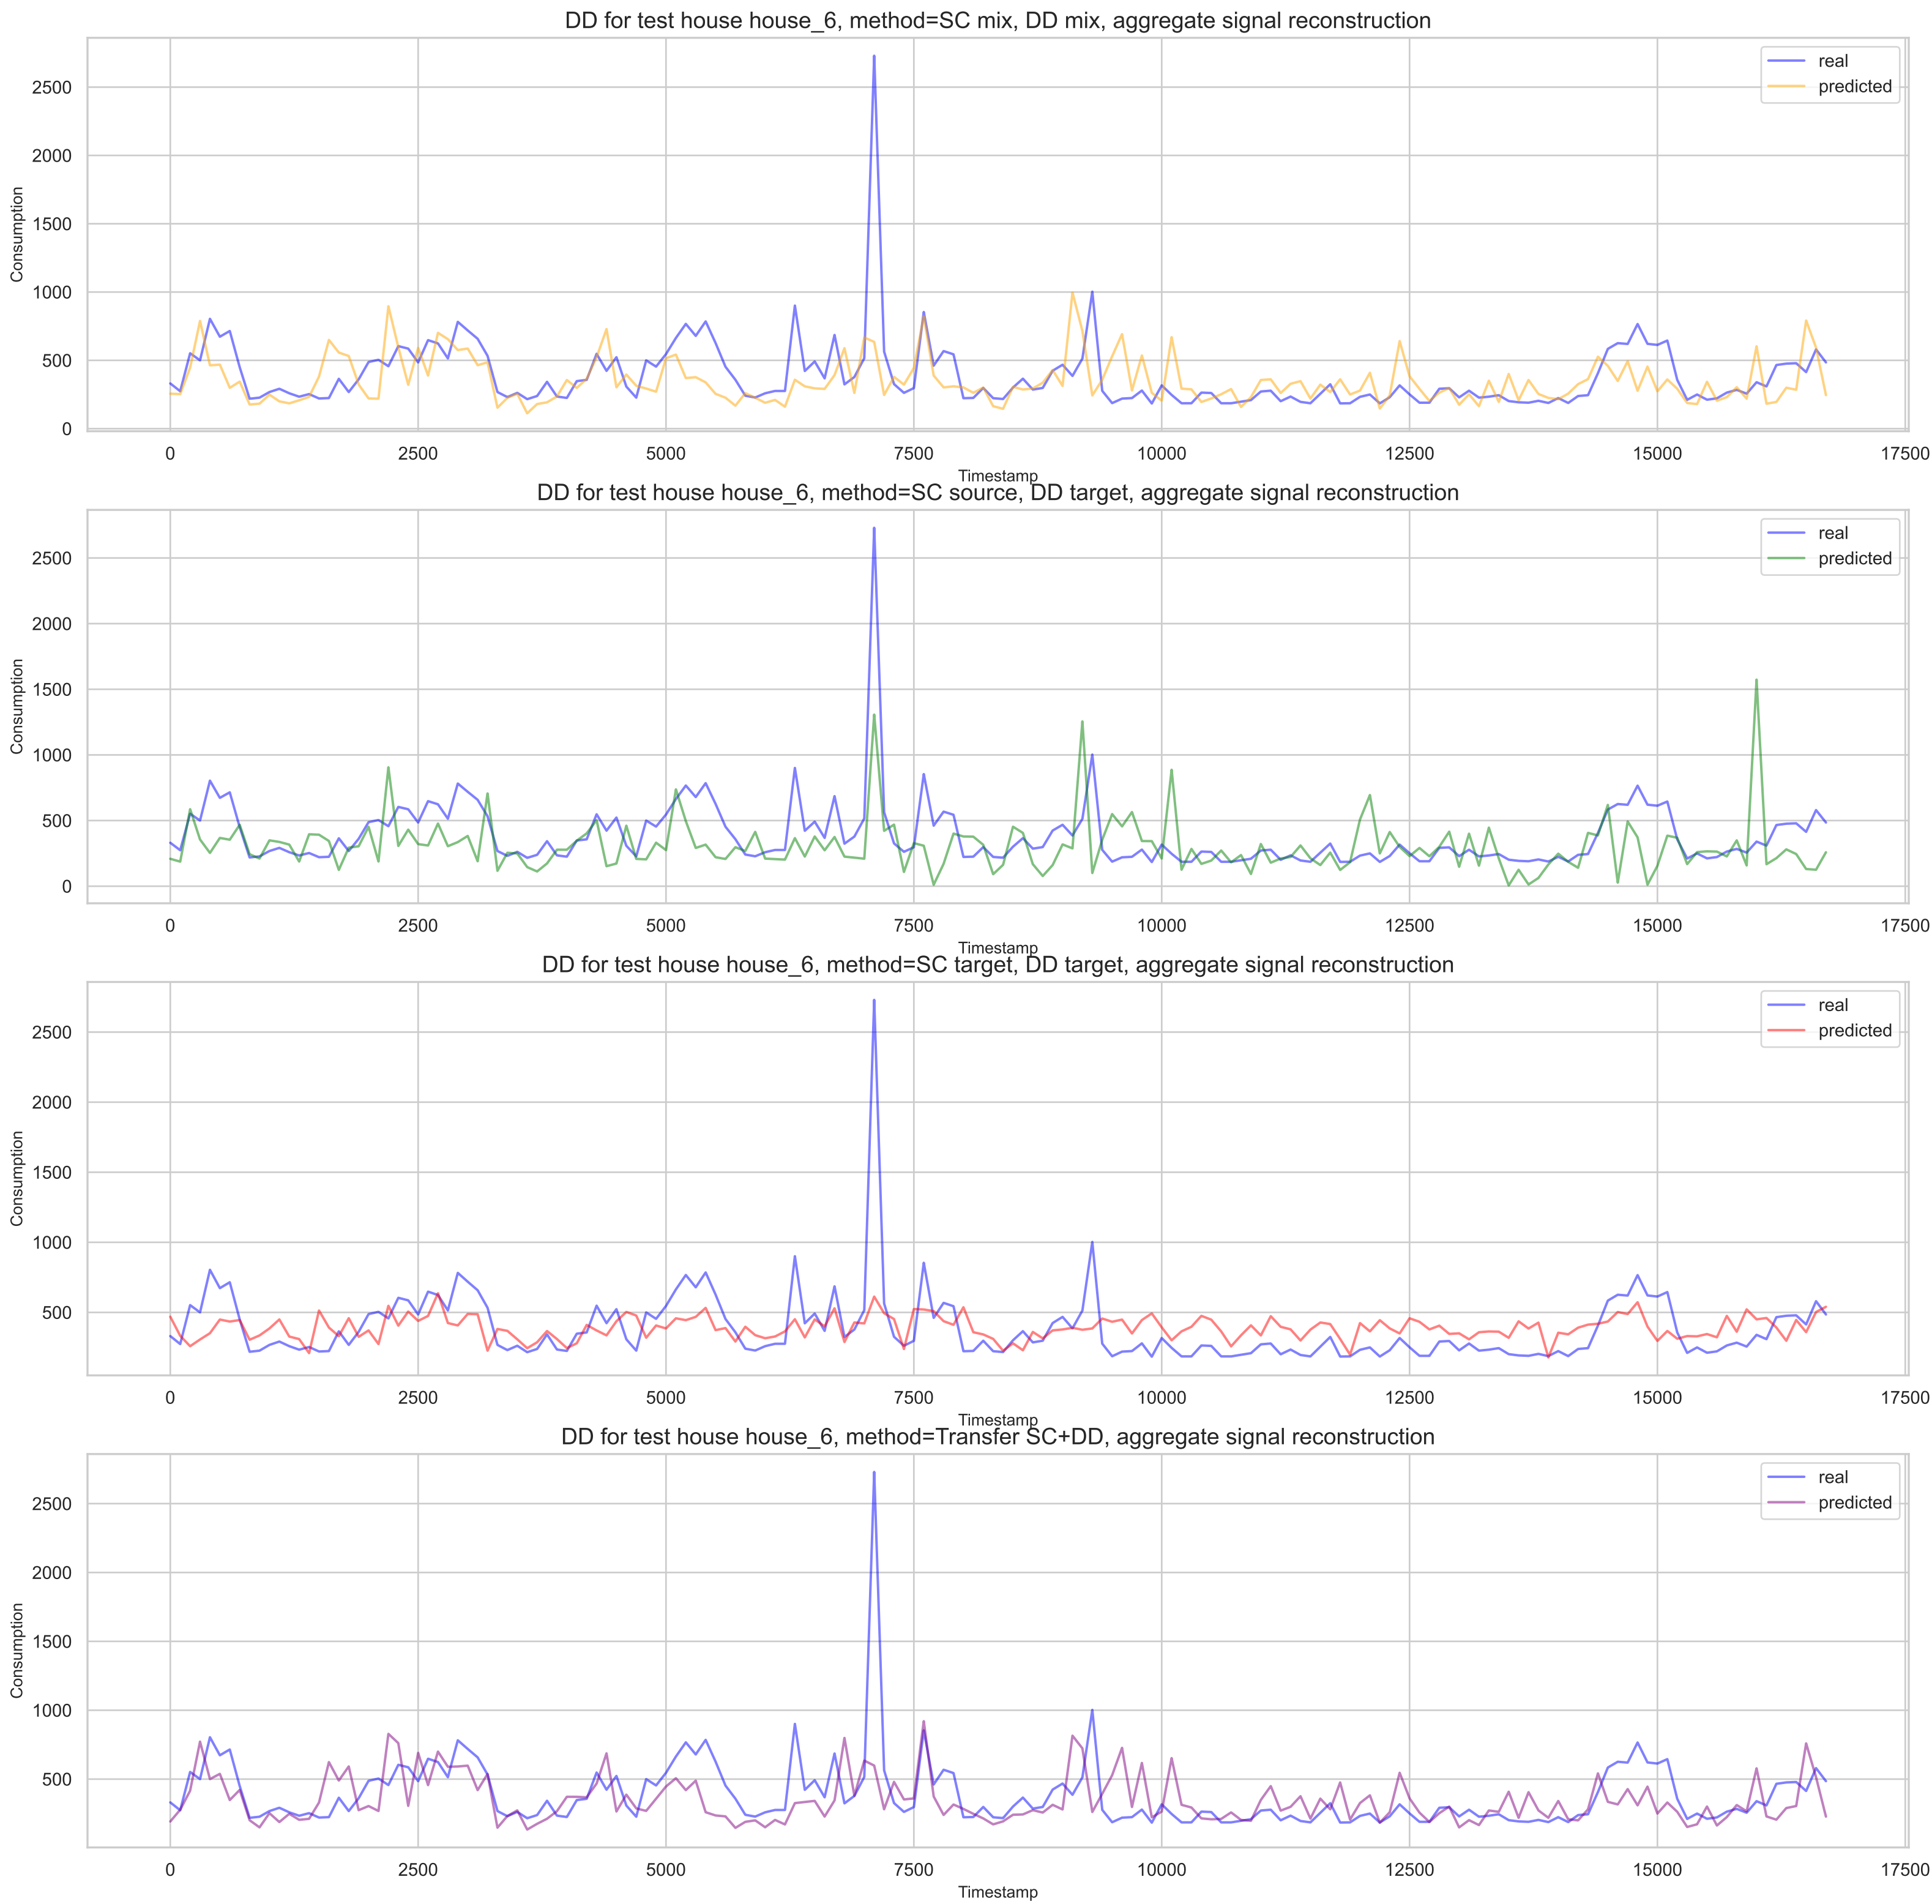 DD for test house house_6, method=SC mix, DD mix, aggregate signal reconstruction
real
predicted
2500
2000
1500
1000
500
0
Consumption
0 2500 5000 7500 10000 12500 15000 17500
Timestamp
DD for test house house_6, method=SC source, DD target, aggregate signal reconstruction
real
predicted
2500
2000
1500
1000
500
0
Consumption
0 2500 5000 7500 10000 12500 15000 17500
Timestamp
DD for test house house_6, method=SC target, DD target, aggregate signal reconstruction
real
predicted
2500
2000
1500
1000
500
Consumption
0 2500 5000 7500 10000 12500 15000 17500
Timestamp
DD for test house house_6, method=Transfer SC+DD, aggregate signal reconstruction
real
predicted
2500
2000
1500
1000
500
Consumption
0 2500 5000 7500 10000 12500 15000 17500
Timestamp